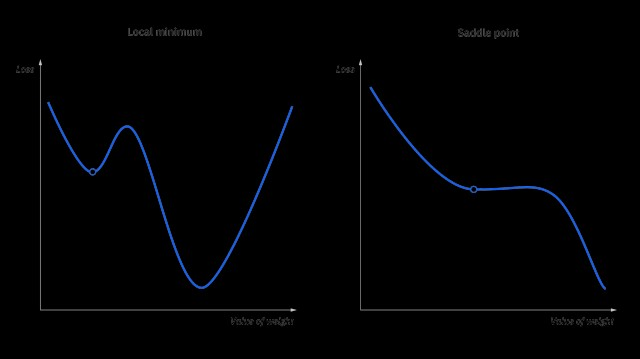 Local minimum
Saddle point
Loss
Loss
Value of weight
Value of weight